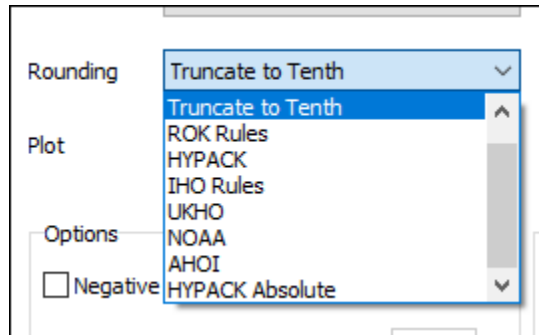 Rounding
Truncate to Tenth
Truncate to Tenth
ROK Rules
Plot
HYPACK
IHO Rules
UKHO
Options
NOAA
AHOI
Negative
HYPACK Absolute